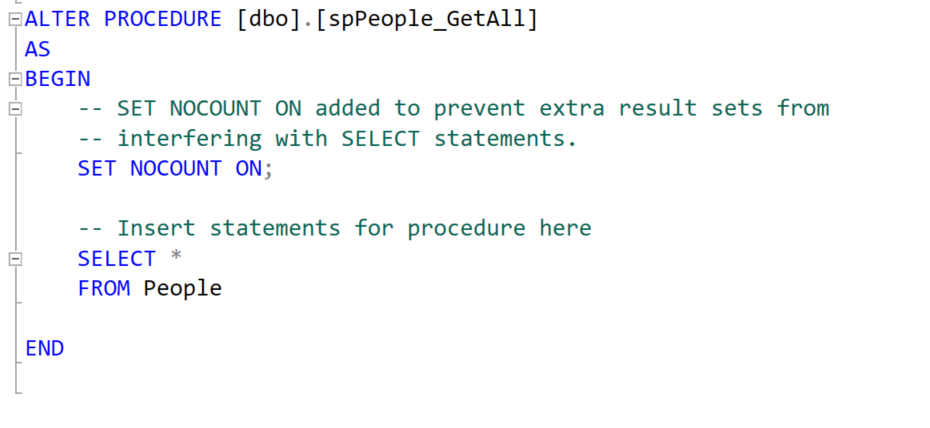 ALTER PROCEDURE [dbo].[spPeople_GetAll]
AS
BEGIN
    -- SET NOCOUNT ON added to prevent extra result sets from
    -- interfering with SELECT statements.
    SET NOCOUNT ON;
    -- Insert statements for procedure here
    SELECT *
    FROM People
END